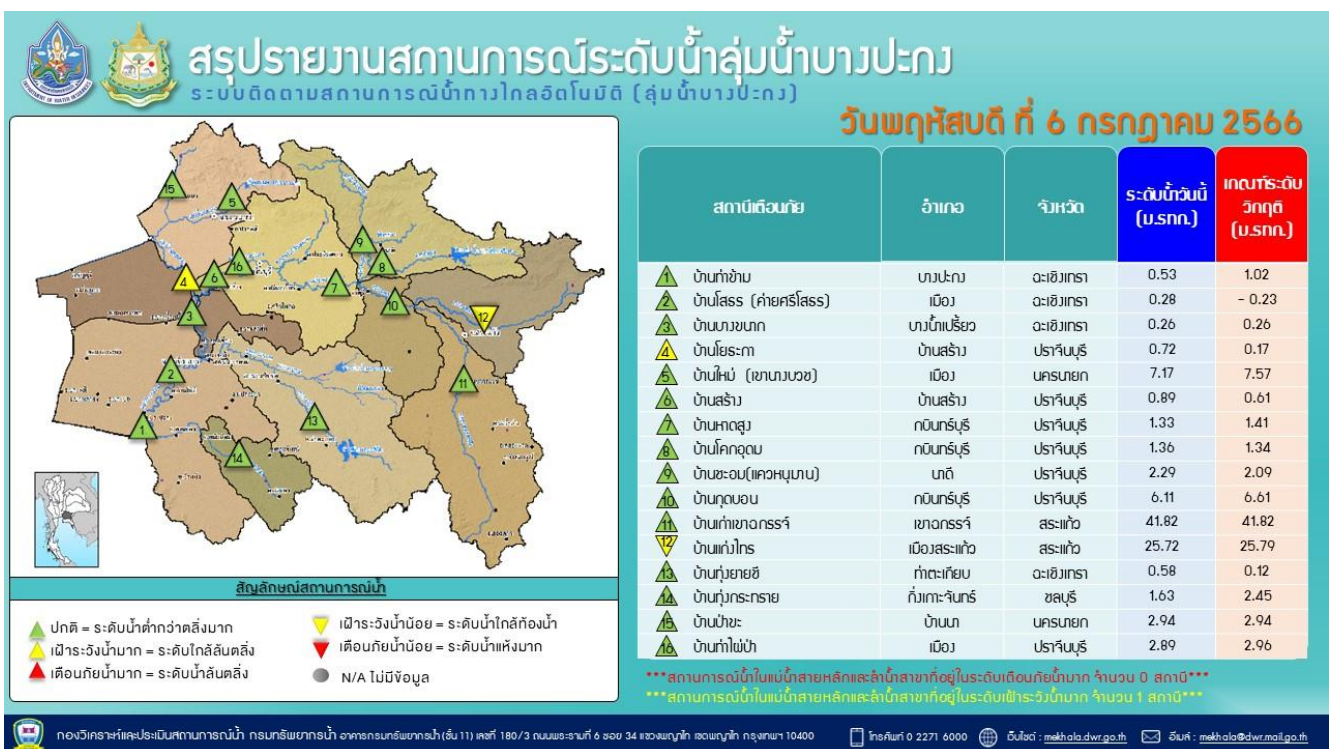 สรุปรายงานสถานการณ์ระดับน้ำลุ่มน้ำบางปะกง
ระบบติดตามสถานการณ์น้ำทางไกลอัตโนมัติ (ลุ่มน้ำบางปะกง)
วันพฤหัสบดี ที่ 6 กรกฎาคม 2566
สถานีเตือนภัย อำเภอ จังหวัด ระดับน้ำวันนี้ (ม.รทก.) เกณฑ์ระดับวิกฤติ (ม.รทก.)
1 บ้านท่าข้าม บางปะกง ฉะเชิงเทรา 0.53 1.02
2 บ้านโสธร (ค่ายศรีโสธร) เมือง ฉะเชิงเทรา 0.28 - 0.23
3 บ้านบางขนาก บางน้ำเปรี้ยว ฉะเชิงเทรา 0.26 0.26
4 บ้านโยธะกา บ้านสร้าง ปราจีนบุรี 0.72 0.17
5 บ้านใหม่ (เขานางบวช) เมือง นครนายก 7.17 7.57
6 บ้านสร้าง บ้านสร้าง ปราจีนบุรี 0.89 0.61
7 บ้านหาดสูง กบินทร์บุรี ปราจีนบุรี 1.33 1.41
8 บ้านโคกอุดม กบินทร์บุรี ปราจีนบุรี 1.36 1.34
9 บ้านซะอม(แควหนุมาน) นาดี ปราจีนบุรี 2.29 2.09
10 บ้านกุดบอน กบินทร์บุรี ปราจีนบุรี 6.11 6.61
11 บ้านเก่าเขาฉกรรจ์ เขาฉกรรจ์ สระแก้ว 41.82 41.82
12 บ้านแก่งไทร เมืองสระแก้ว สระแก้ว 25.72 25.79
13 บ้านทุ่งยายชี ท่าตะเกียบ ฉะเชิงเทรา 0.58 0.12
14 บ้านทุ่งกระทราย กิ่งเกาะจันทร์ ชลบุรี 1.63 2.45
15 บ้านป่าขะ บ้านนา นครนายก 2.94 2.94
16 บ้านท่าไผ่ป่า เมือง ปราจีนบุรี 2.89 2.96
***สถานการณ์น้ำในแม่น้ำสายหลักและลำน้ำสาขาที่อยู่ในระดับเตือนภัยน้ำมาก จำนวน 0 สถานี***
***สถานการณ์น้ำในแม่น้ำสายหลักและลำน้ำสาขาที่อยู่ในระดับเฝ้าระวังน้ำมาก จำนวน 1 สถานี***
สัญลักษณ์สถานการณ์น้ำ
ปกติ = ระดับน้ำต่ำกว่าตลิ่งมาก
เฝ้าระวังน้ำมาก = ระดับใกล้ล้นตลิ่ง
เตือนภัยน้ำมาก = ระดับน้ำล้นตลิ่ง
เฝ้าระวังน้ำน้อย = ระดับน้ำใกล้ท้องน้ำ
เตือนภัยน้ำน้อย = ระดับน้ำแห้งมาก
N/A ไม่มีข้อมูล
กองวิเคราะห์และประเมินสถานการณ์น้ำ กรมทรัพยากรน้ำ อาคารกรมทรัพยากรน้ำ (ชั้น 11) เลขที่ 180/3 ถนนพระรามที่ 6 ซอย 34 แขวงพญาไท เขตพญาไท กรุงเทพฯ 10400 โทรศัพท์ 0 2271 6000 เว็บไซต์ : mekhala.dwr.go.th อีเมล์ : mekhala@dwr.mail.go.th